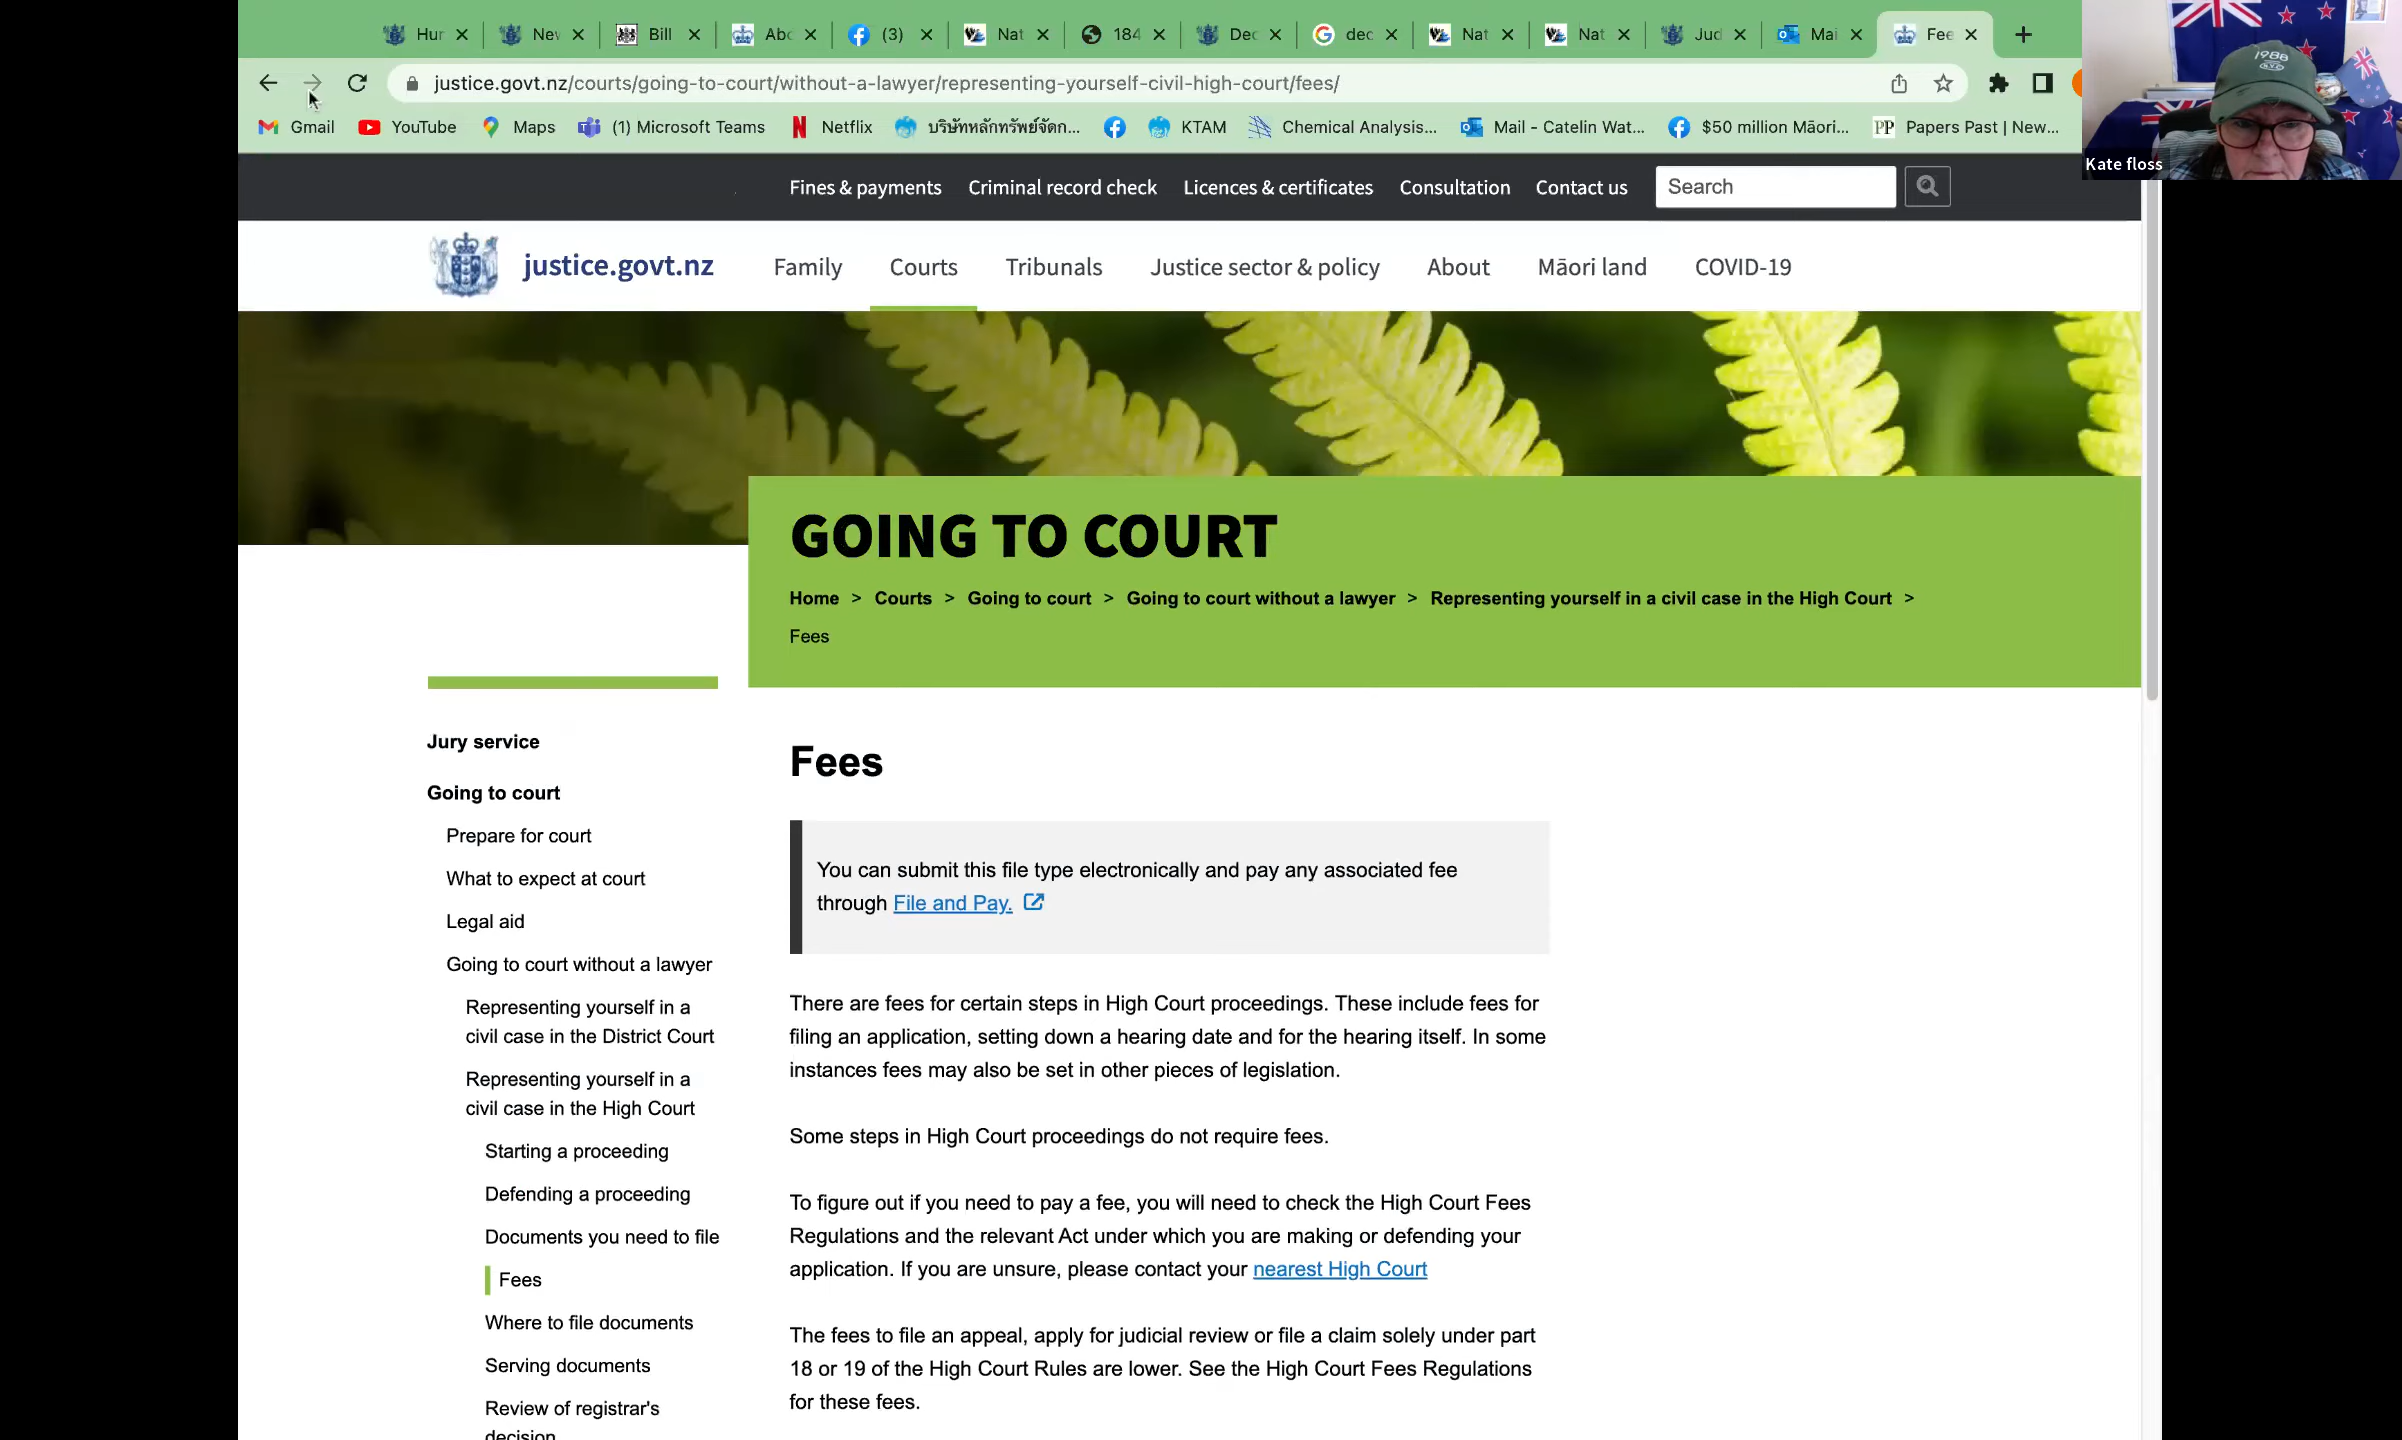 Hur
Nev
Bill
Abc
(3)
Nat
184
Dec
dec
Nat
Nat
Jud
Mai
Fee
justice.govt.nz/courts/going-to-court/without-a-lawyer/representing-yourself-civil-high-court/fees/
Gmail
YouTube
Maps
(1) Microsoft Teams
Netflix
บริษัทหลักทรัพย์จัดก...
KTAM
Chemical Analysis...
Mail - Catelin Wat...
$50 million Māori...
Papers Past | New...
1988
Kate floss
Fines & payments
Criminal record check
Licences & certificates
Consultation
Contact us
Search
justice.govt.nz
Family
Courts
Tribunals
Justice sector & policy
About
Māori land
COVID-19
GOING TO COURT
Home > Courts > Going to court > Going to court without a lawyer > Representing yourself in a civil case in the High Court >
Fees
Jury service
Going to court
Prepare for court
What to expect at court
Legal aid
Going to court without a lawyer
Representing yourself in a
civil case in the District Court
Representing yourself in a
civil case in the High Court
Starting a proceeding
Defending a proceeding
Documents you need to file
Fees
Where to file documents
Serving documents
Review of registrar's
decision
Fees
You can submit this file type electronically and pay any associated fee
through File and Pay.
There are fees for certain steps in High Court proceedings. These include fees for
filing an application, setting down a hearing date and for the hearing itself. In some
instances fees may also be set in other pieces of legislation.
Some steps in High Court proceedings do not require fees.
To figure out if you need to pay a fee, you will need to check the High Court Fees
Regulations and the relevant Act under which you are making or defending your
application. If you are unsure, please contact your nearest High Court
The fees to file an appeal, apply for judicial review or file a claim solely under part
18 or 19 of the High Court Rules are lower. See the High Court Fees Regulations
for these fees.